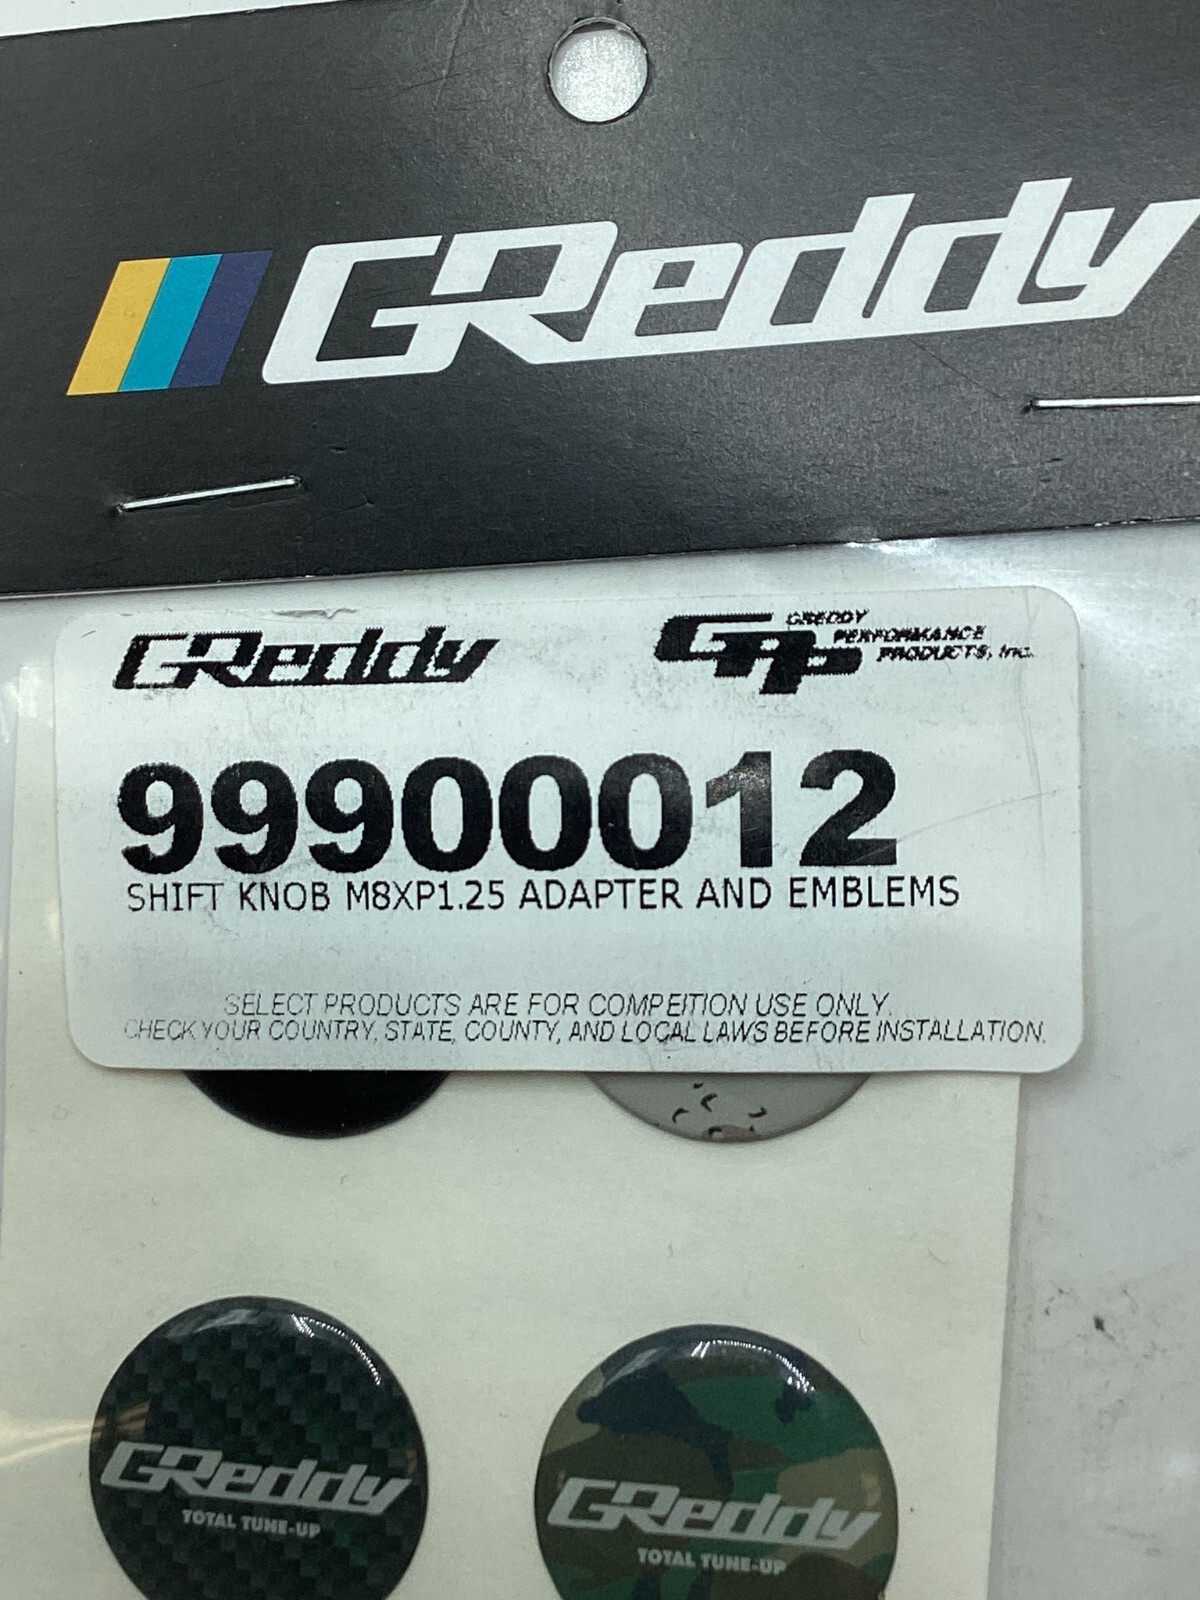 GReddy
GReddy
GPP GREDDY
PERFORMANCE
PRODUCTS, Inc.
99900012
SHIFT KNOB M8XP1.25 ADAPTER AND EMBLEMS
SELECT PRODUCTS ARE FOR COMPEITION USE ONLY.
CHECK YOUR COUNTRY, STATE, COUNTY, AND LOCAL LAWS BEFORE INSTALLATION.
GReddy
TOTAL TUNE-UP
GReddy
TOTAL TUNE-UP